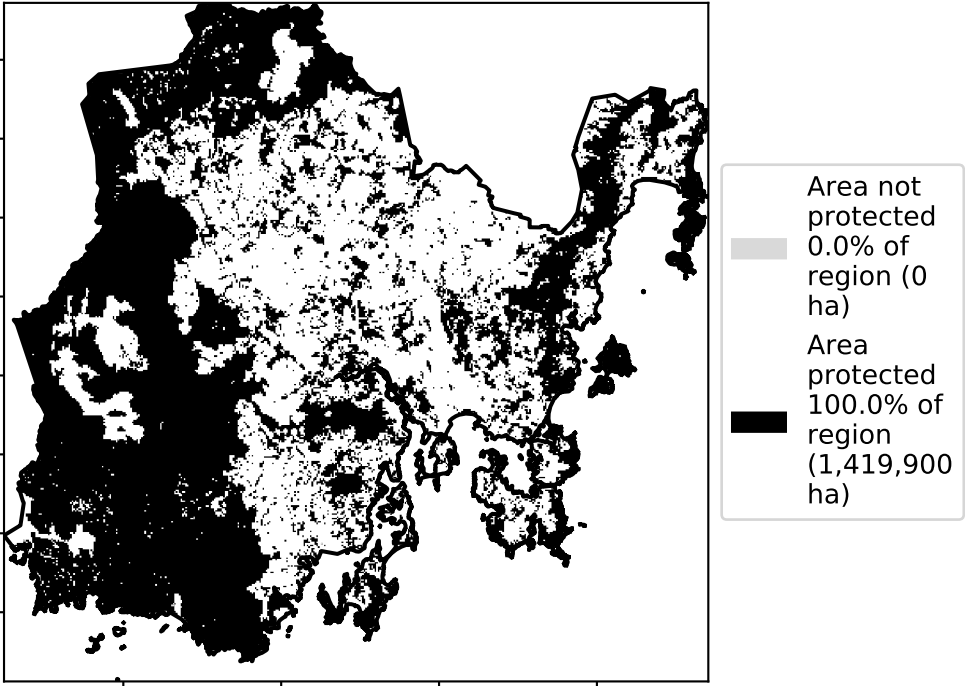 Area not
protected
0.0% of
region (0
ha)
Area
protected
100.0% of
region
(1,419,900
ha)